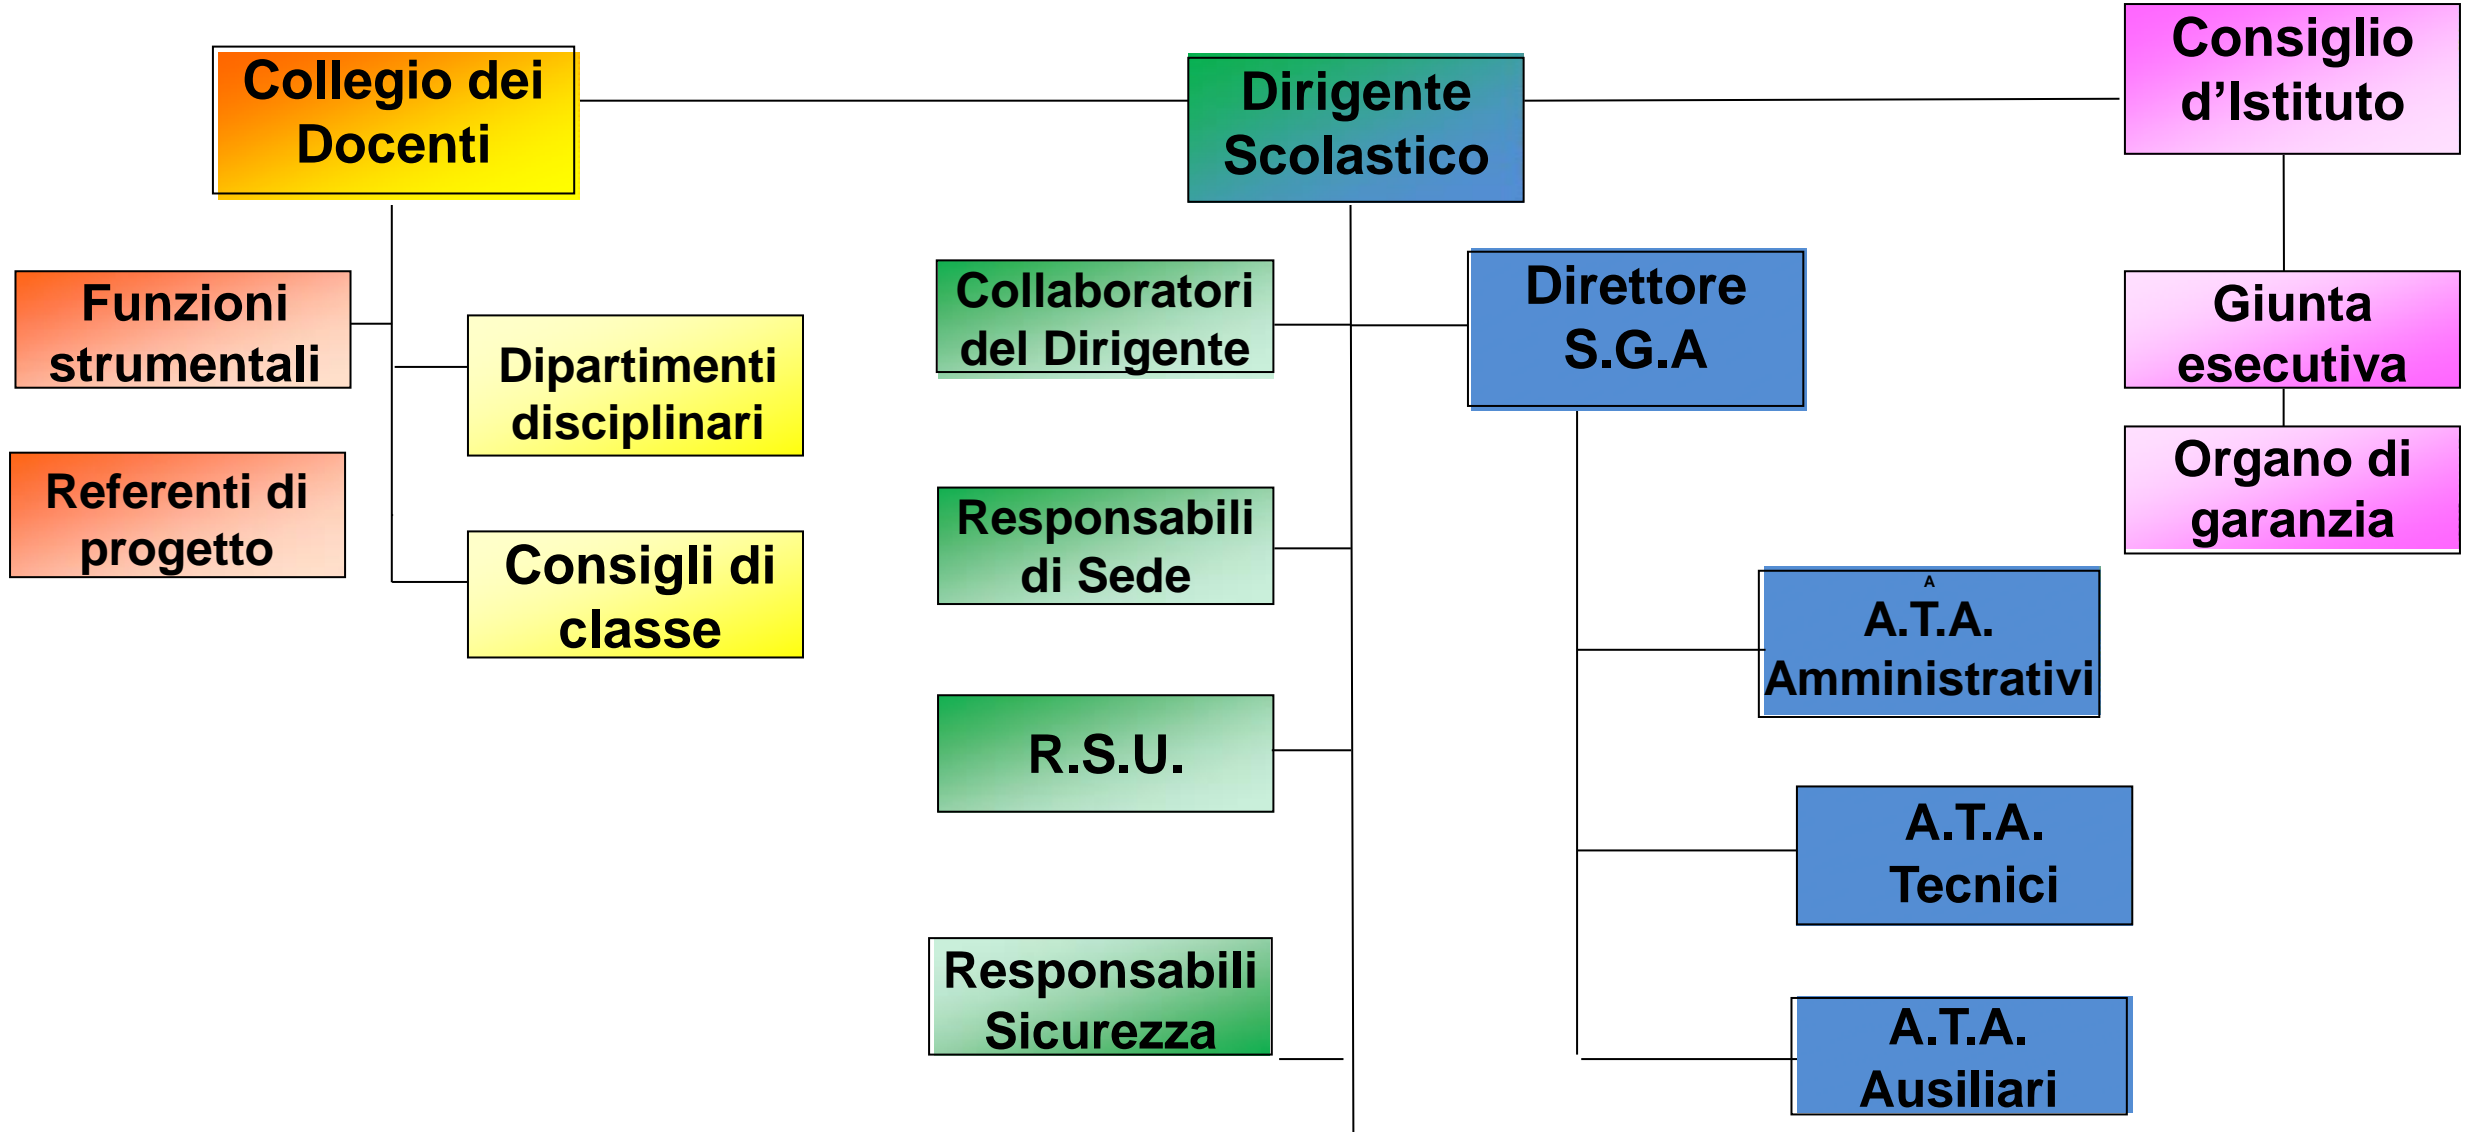 Collegio dei
Docenti
Dirigente
Scolastico
Consiglio
d’Istituto
Funzioni
strumentali
Dipartimenti
disciplinari
Referenti di
progetto
Consigli di
classe
Collaboratori
del Dirigente
Direttore
S.G.A
Responsabili
di Sede
R.S.U.
Responsabili
Sicurezza
A
A.T.A.
Amministrativi
A.T.A.
Tecnici
A.T.A.
Ausiliari
Giunta
esecutiva
Organo di
garanzia